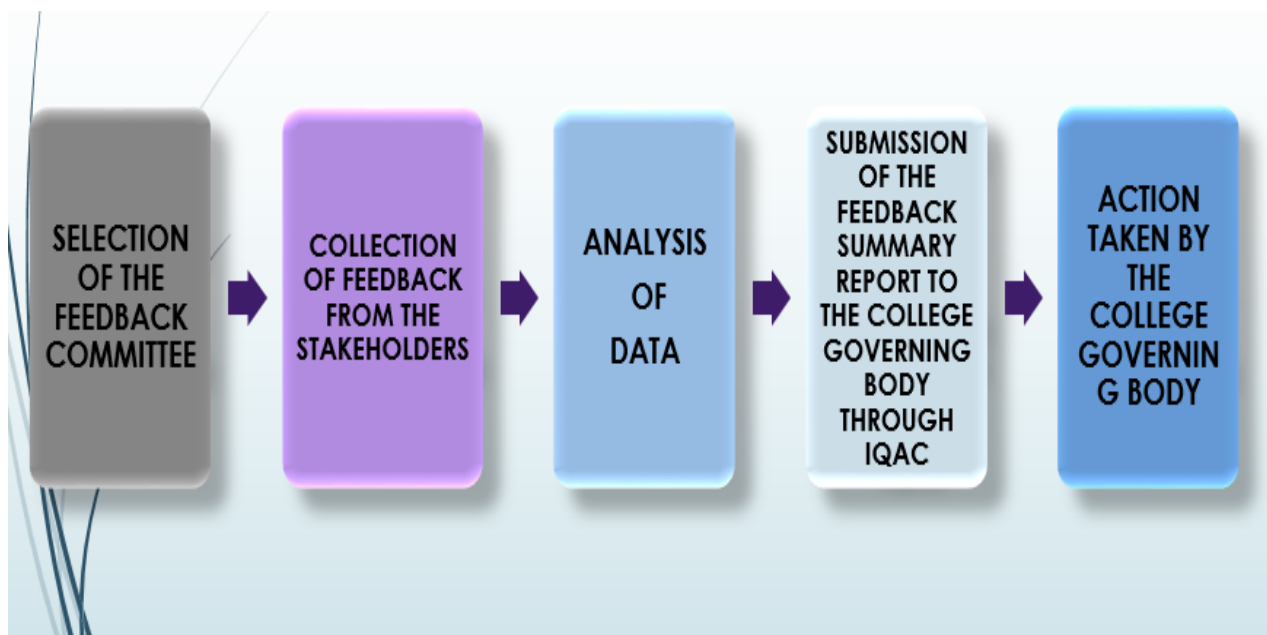 SELECTION
OF THE
FEEDBACK
COMMITTEE
COLLECTION
OF FEEDBACK
FROM THE
STAKEHOLDERS
ANALYSIS
OF
DATA
SUBMISSION
OF THE
FEEDBACK
SUMMARY
REPORT TO
THE COLLEGE
GOVERNING
BODY
THROUGH
IQAC
ACTION
TAKEN BY
THE
COLLEGE
GOVERNIN
G BODY